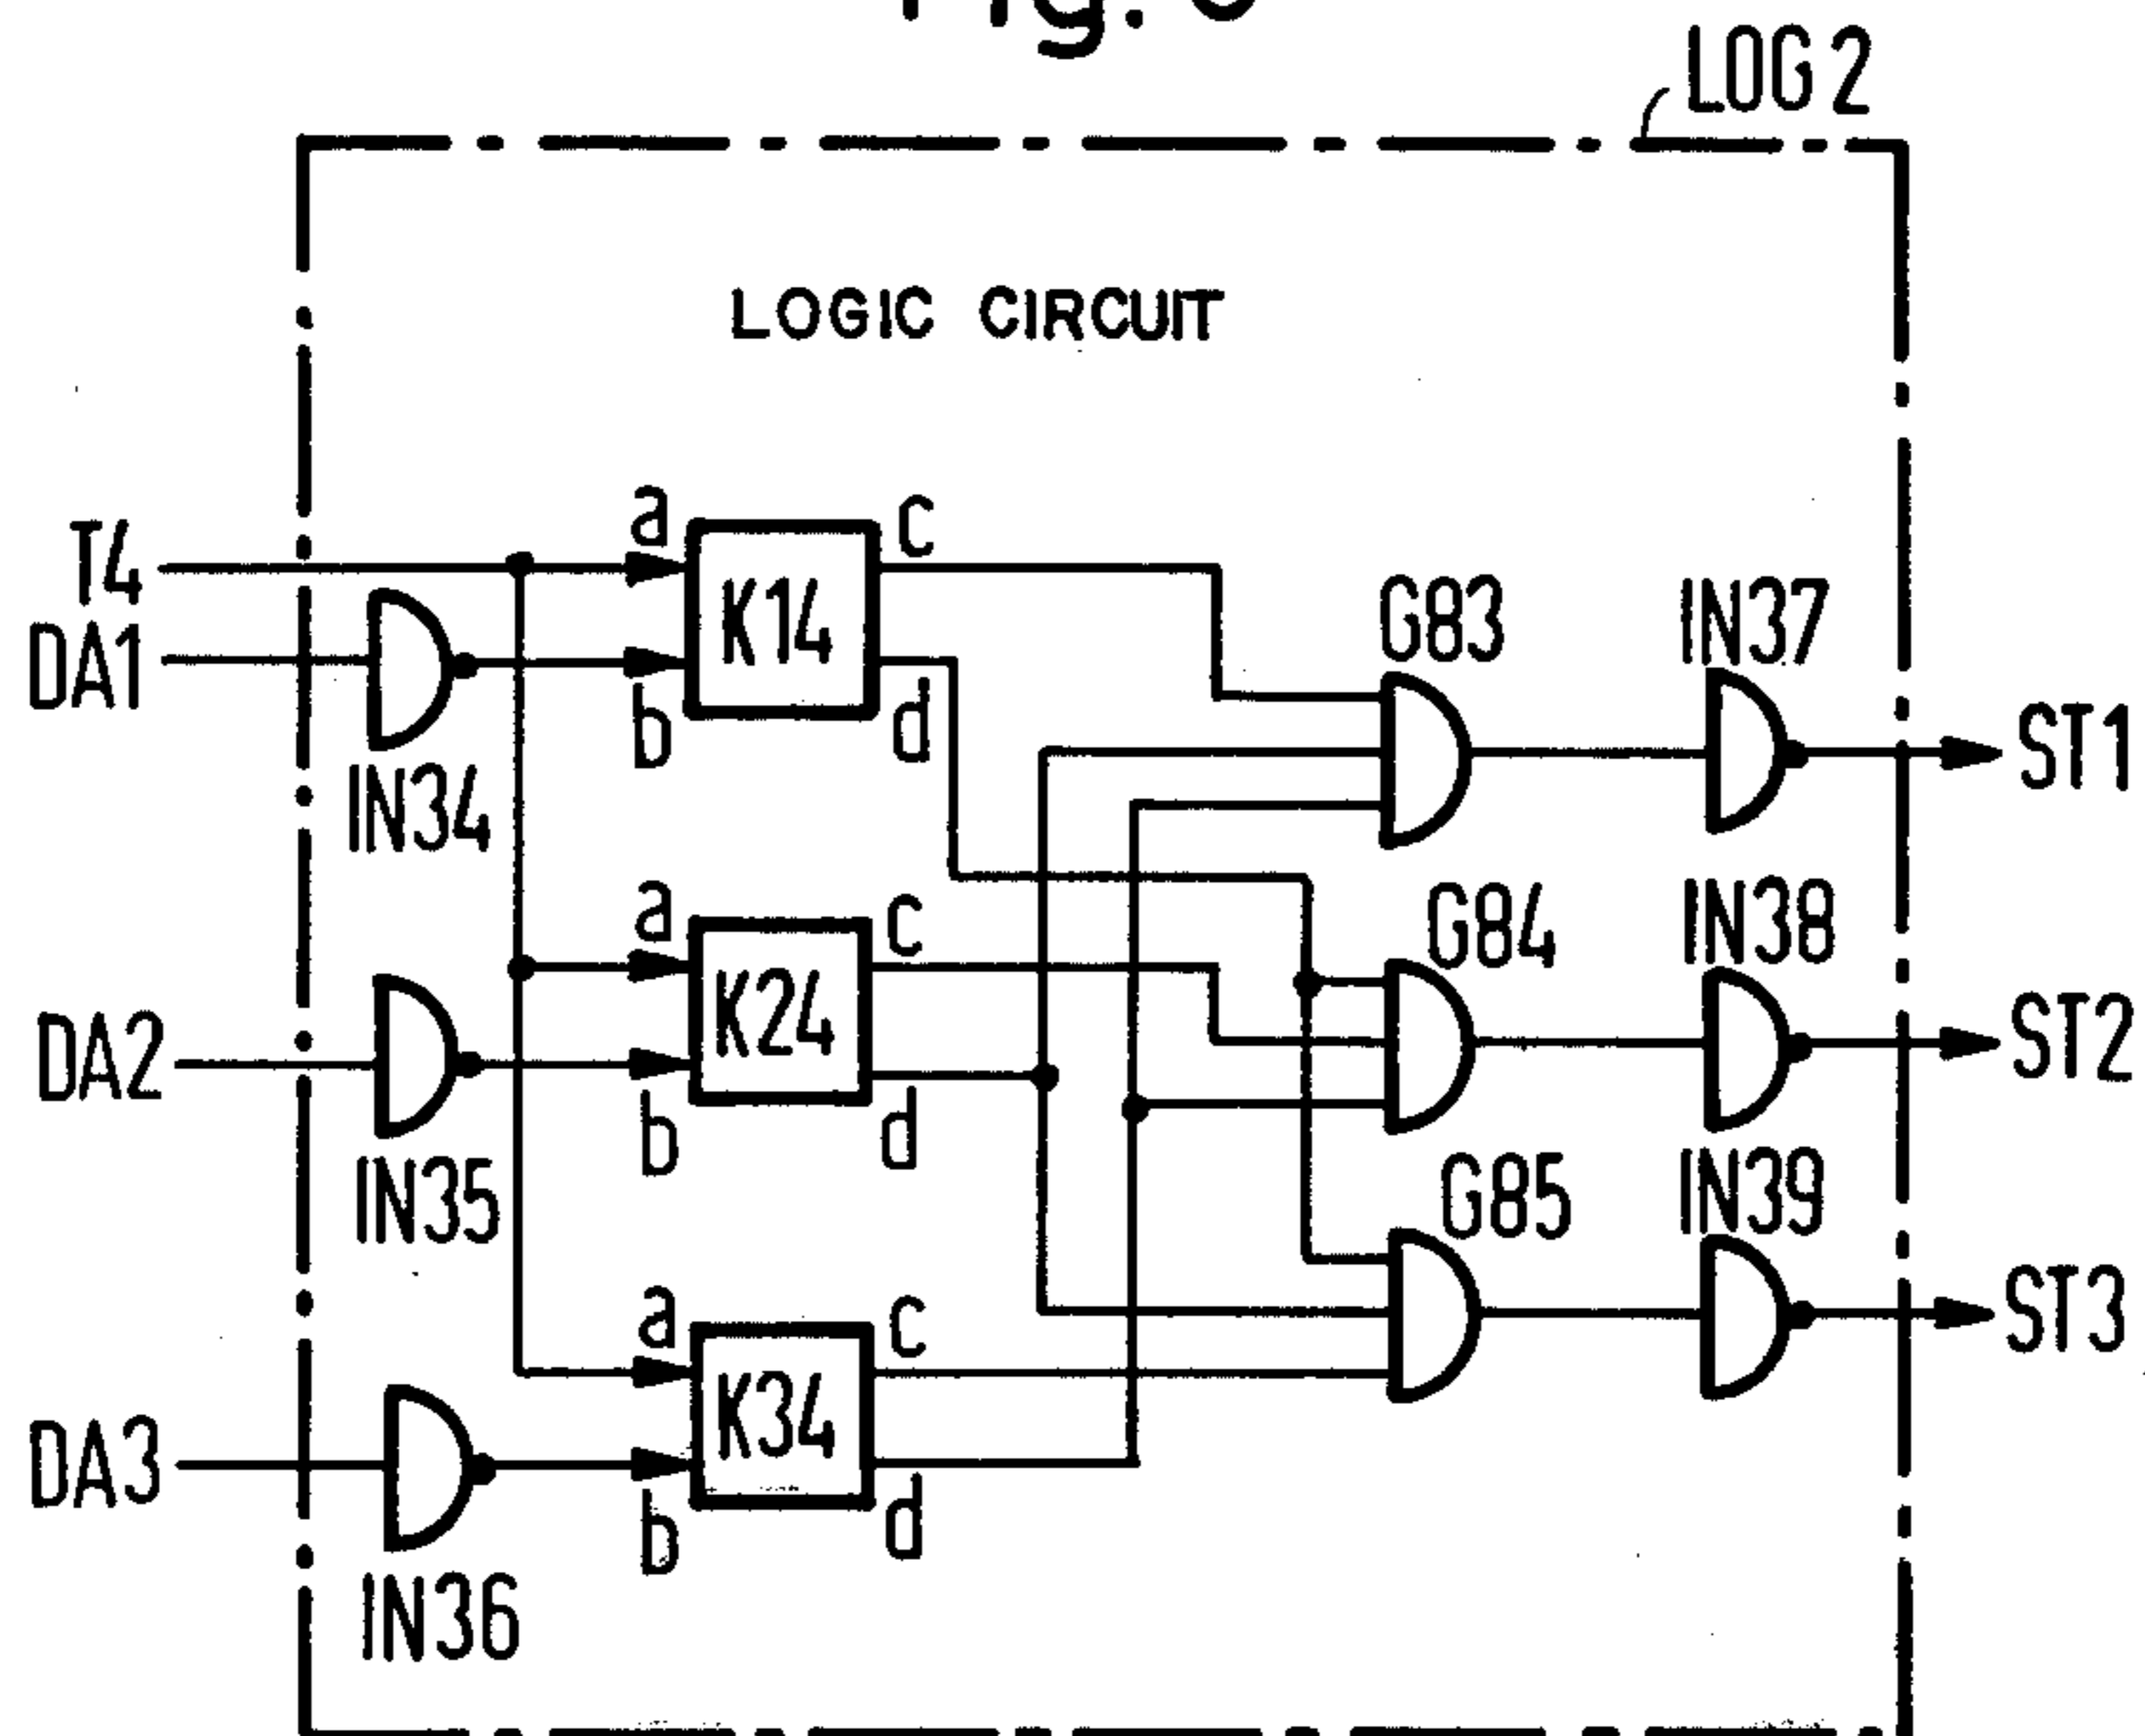 LOG 2
LOGIC CIRCUIT
T4
DA1
IN34
a
b
K14
c
d
G83
IN37
ST1
DA2
IN35
a
b
K24
c
d
G84
IN38
ST2
DA3
IN36
a
b
K34
c
d
G85
IN39
ST3